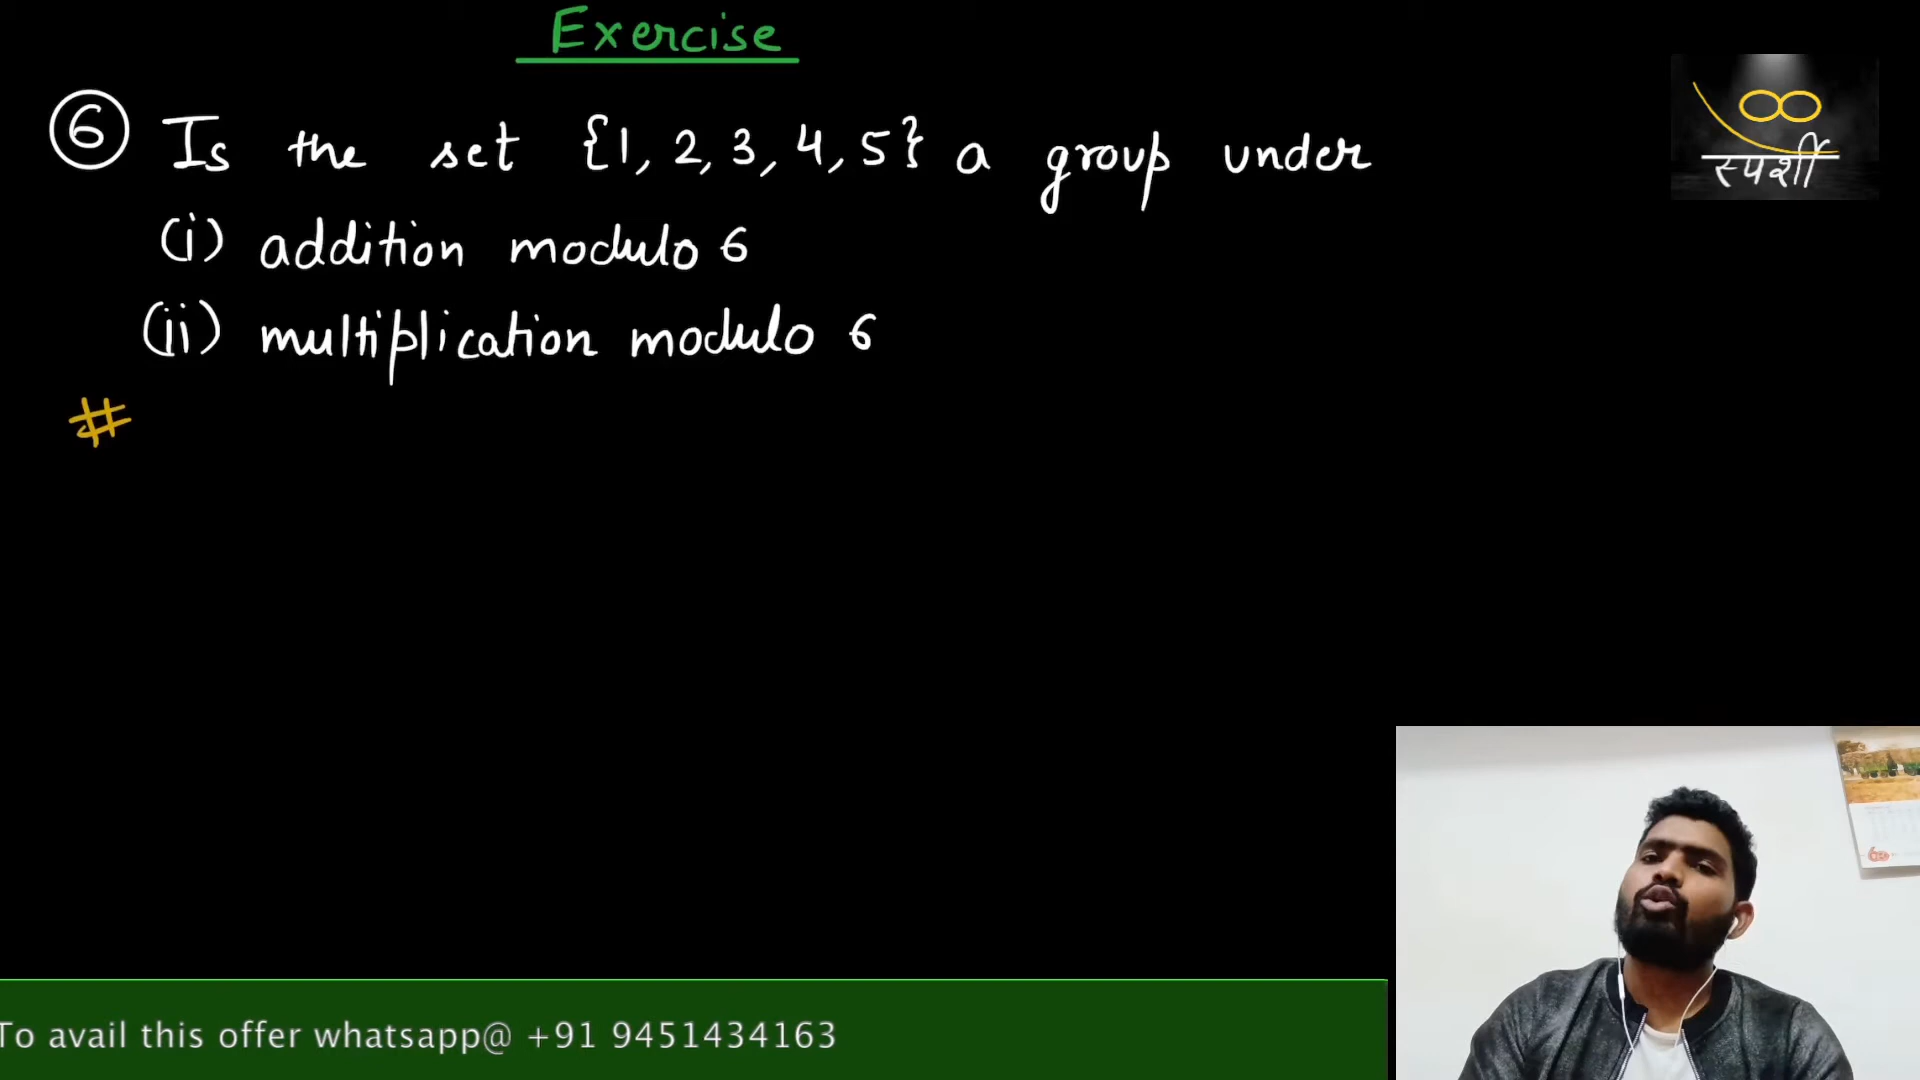 Exercise
⑥ Is the set {1, 2, 3, 4, 5} a group under
(i) addition modulo 6
(ii) multiplication modulo 6
#
स्पर्शी
To avail this offer whatsapp@ +91 9451434163